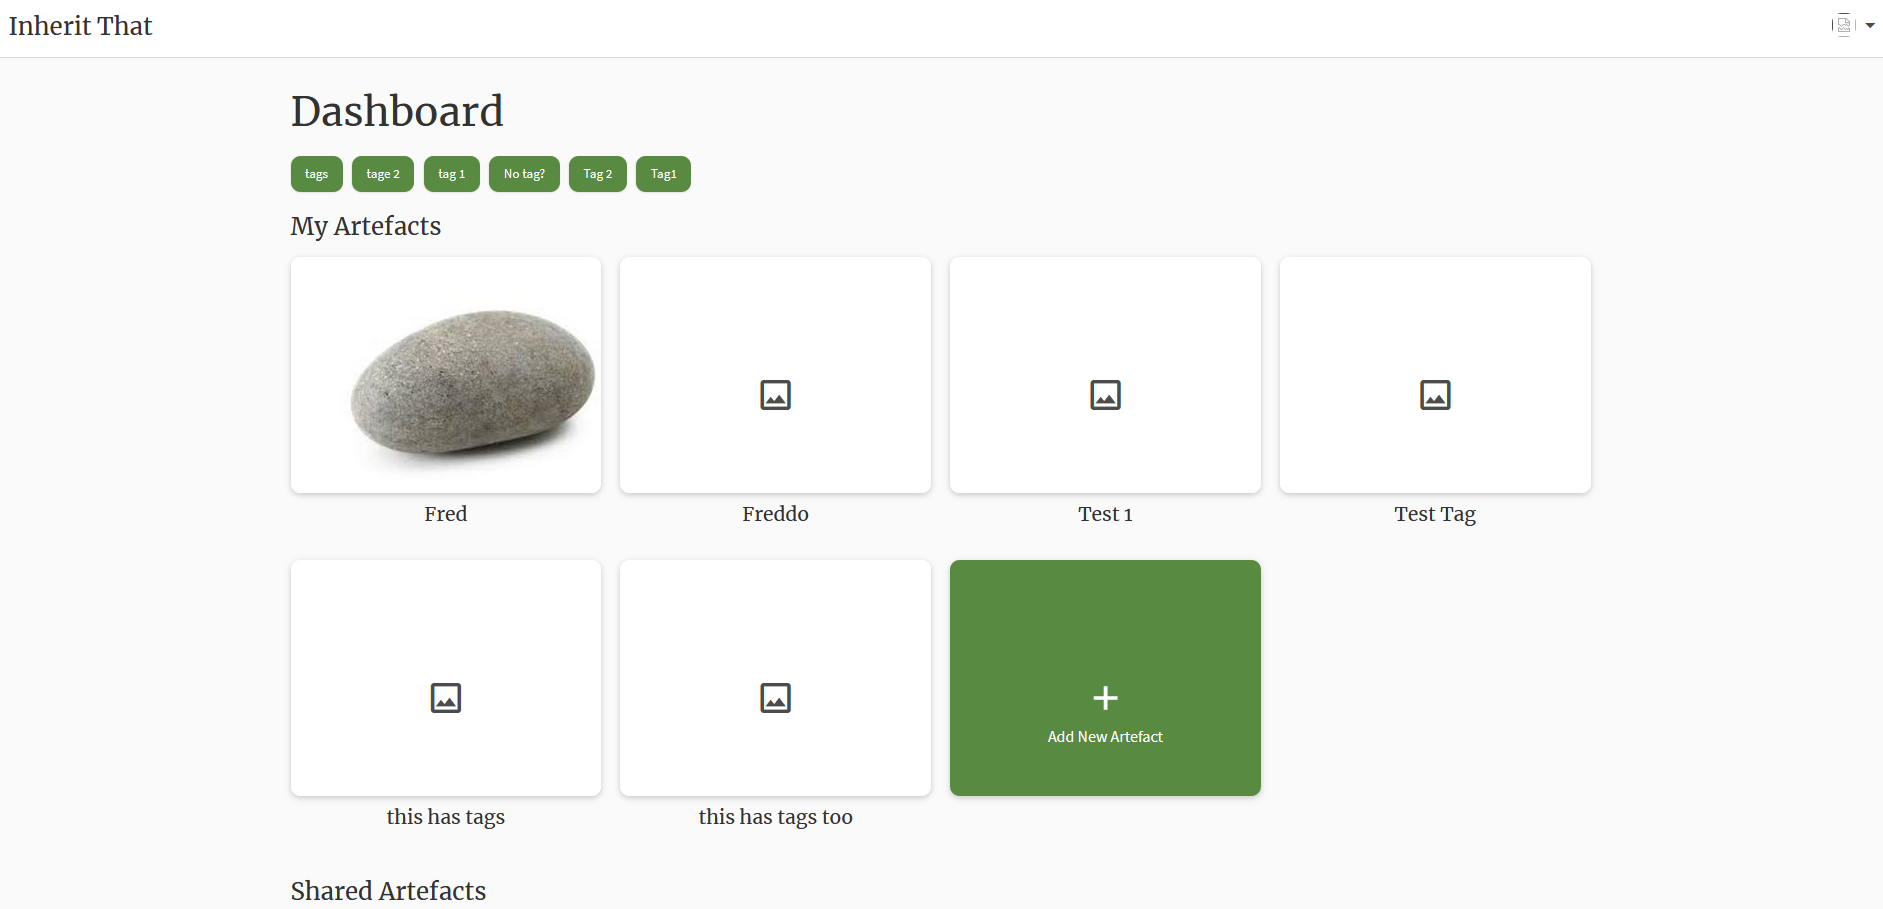 Inherit That
Dashboard
tags tage 2 tag 1 No tag? Tag 2 Tag1
My Artefacts
Fred Freddo Test 1 Test Tag
Add New Artefact
this has tags this has tags too
Shared Artefacts